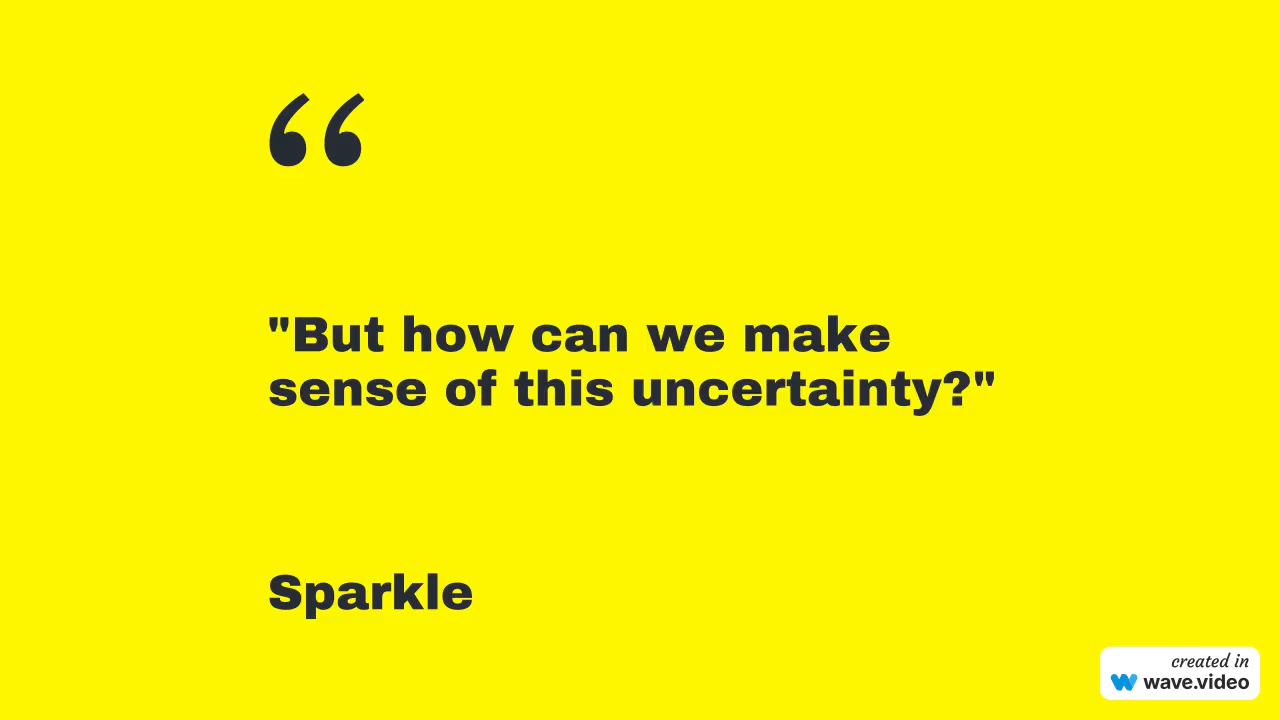 “
"But how can we make
sense of this uncertainty?"
Sparkle
created in
wave.video